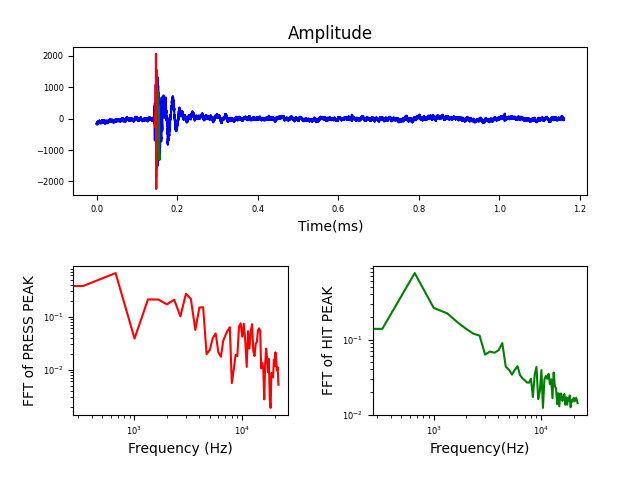 Amplitude
2000
1000
0
−1000
−2000
0.0 0.2 0.4 0.6 0.8 1.0 1.2
Time(ms)
FFT of PRESS PEAK
10⁻¹
10⁻²
10³ 10⁴
Frequency (Hz)
FFT of HIT PEAK
10⁻¹
10⁻²
10³ 10⁴
Frequency(Hz)